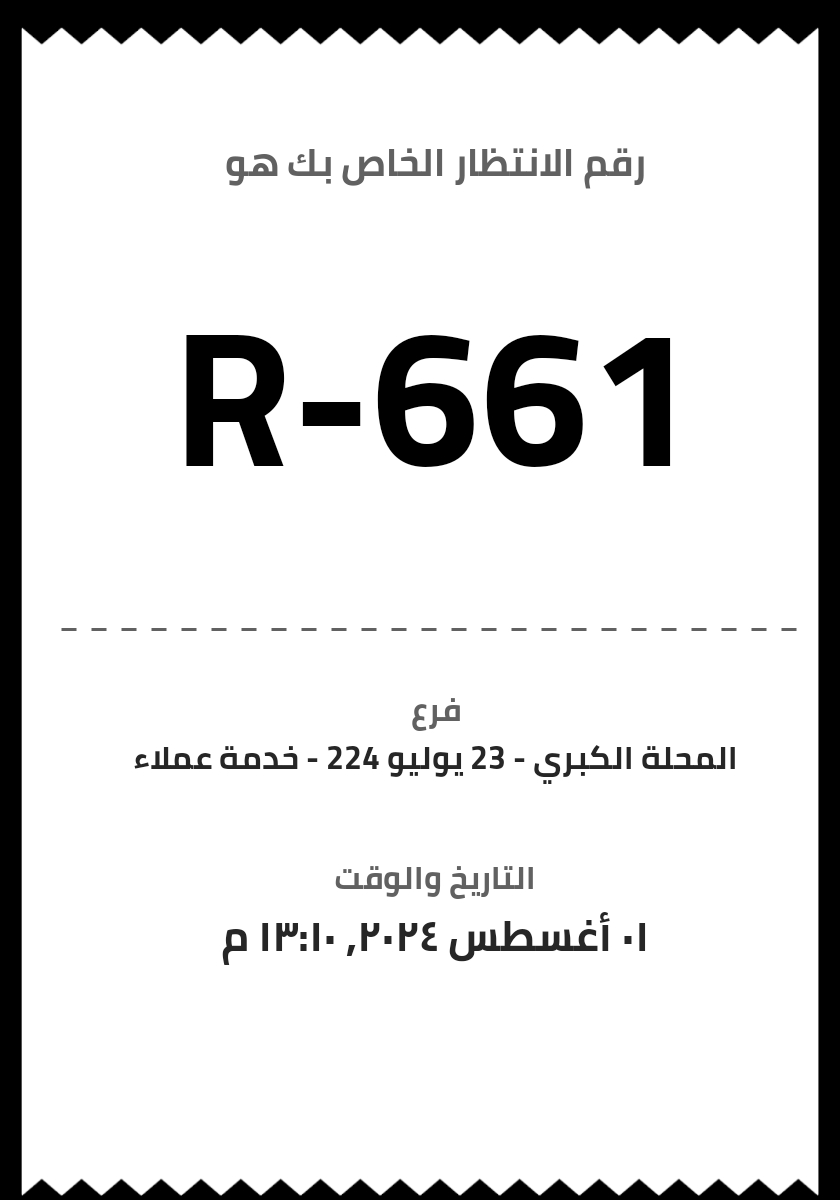 رقم الانتظار الخاص بك هو
R-661
فرع
المحلة الكبري - 23 يوليو 224 - خدمة عملاء
التاريخ والوقت
٠١ أغسطس ٢٠٢٤, ١٣:١٠ م